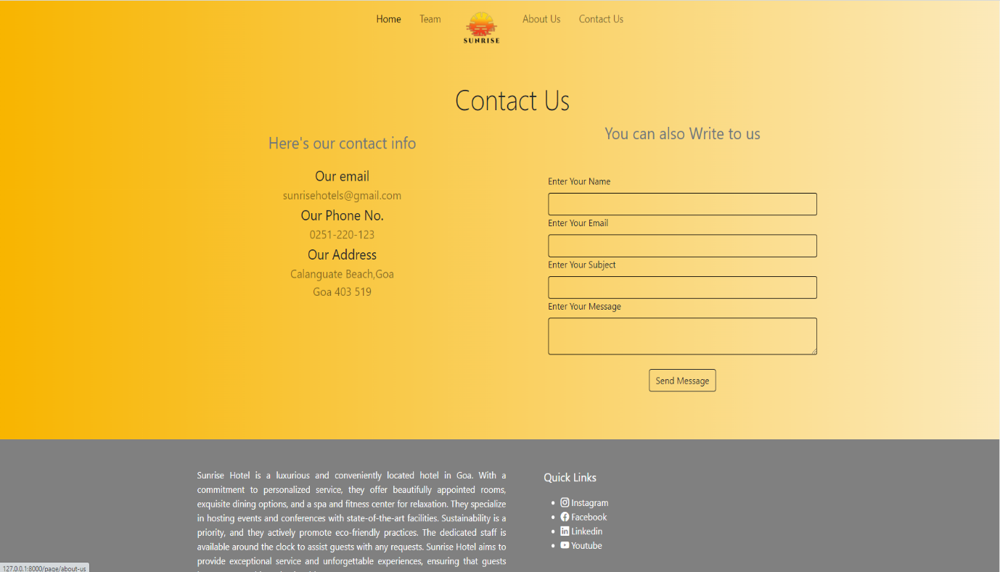 Home Team SUNRISE About Us Contact Us
Contact Us
Here's our contact info
Our email
sunrisehotels@gmail.com
Our Phone No.
0251-220-123
Our Address
Calanguate Beach,Goa
Goa 403 519
You can also Write to us
Enter Your Name
Enter Your Email
Enter Your Subject
Enter Your Message
Send Message
Sunrise Hotel is a luxurious and conveniently located hotel in Goa. With a
commitment to personalized service, they offer beautifully appointed rooms,
exquisite dining options, and a spa and fitness center for relaxation. They specialize
in hosting events and conferences with state-of-the-art facilities. Sustainability is a
priority, and they actively promote eco-friendly practices. The dedicated staff is
available around the clock to assist guests with any requests. Sunrise Hotel aims to
provide exceptional service and unforgettable experiences, ensuring that guests
Quick Links
Instagram
Facebook
Linkedin
Youtube
127.0.0.1:8000/page/about-us